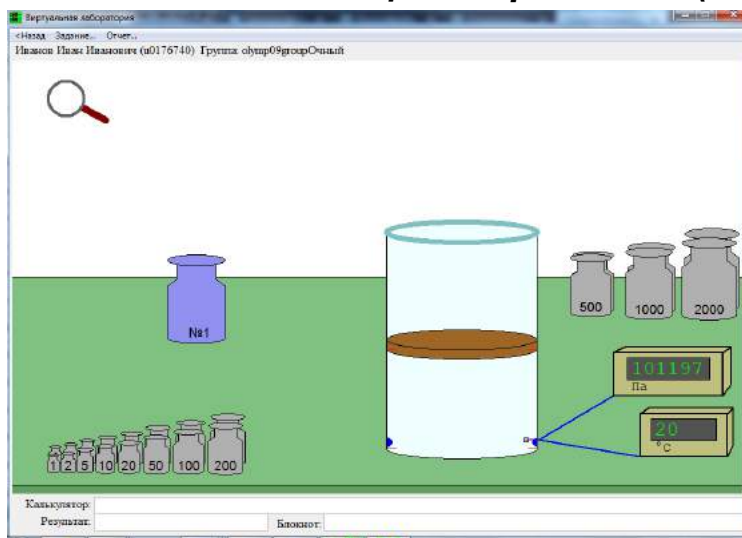 Виртуальная лаборатория
<Назад Задание... Отчет...
Иванов Иван Иванович (u0176740) Группа: olymp09groupОчный
№1
500 1000 2000
101197
Па
20
°C
1 2 5 10 20 50 100 200
Калькулятор:
Результат: Блокнот: